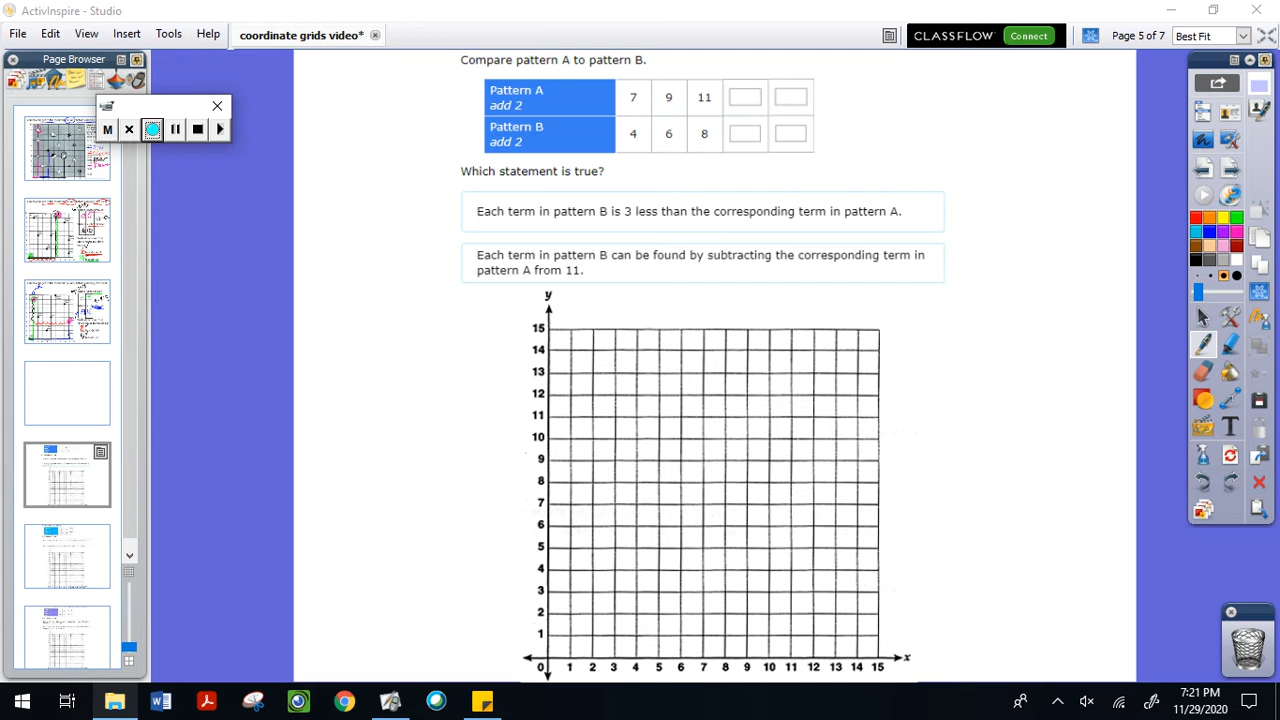 ActivInspire - Studio
File Edit View Insert Tools Help
coordinate grids video*
CLASSFLOW Connect
Page 5 of 7
Best Fit
Page Browser
M
Compare pattern A to pattern B.
Pattern A
add 2
7 9 11
Pattern B
add 2
4 6 8
Which statement is true?
Each term in pattern B is 3 less than the corresponding term in pattern A.
Each term in pattern B can be found by subtracting the corresponding term in
pattern A from 11.
y
15
14
13
12
11
10
9
8
7
6
5
4
3
2
1
0 1 2 3 4 5 6 7 8 9 10 11 12 13 14 15 x
7:21 PM
11/29/2020